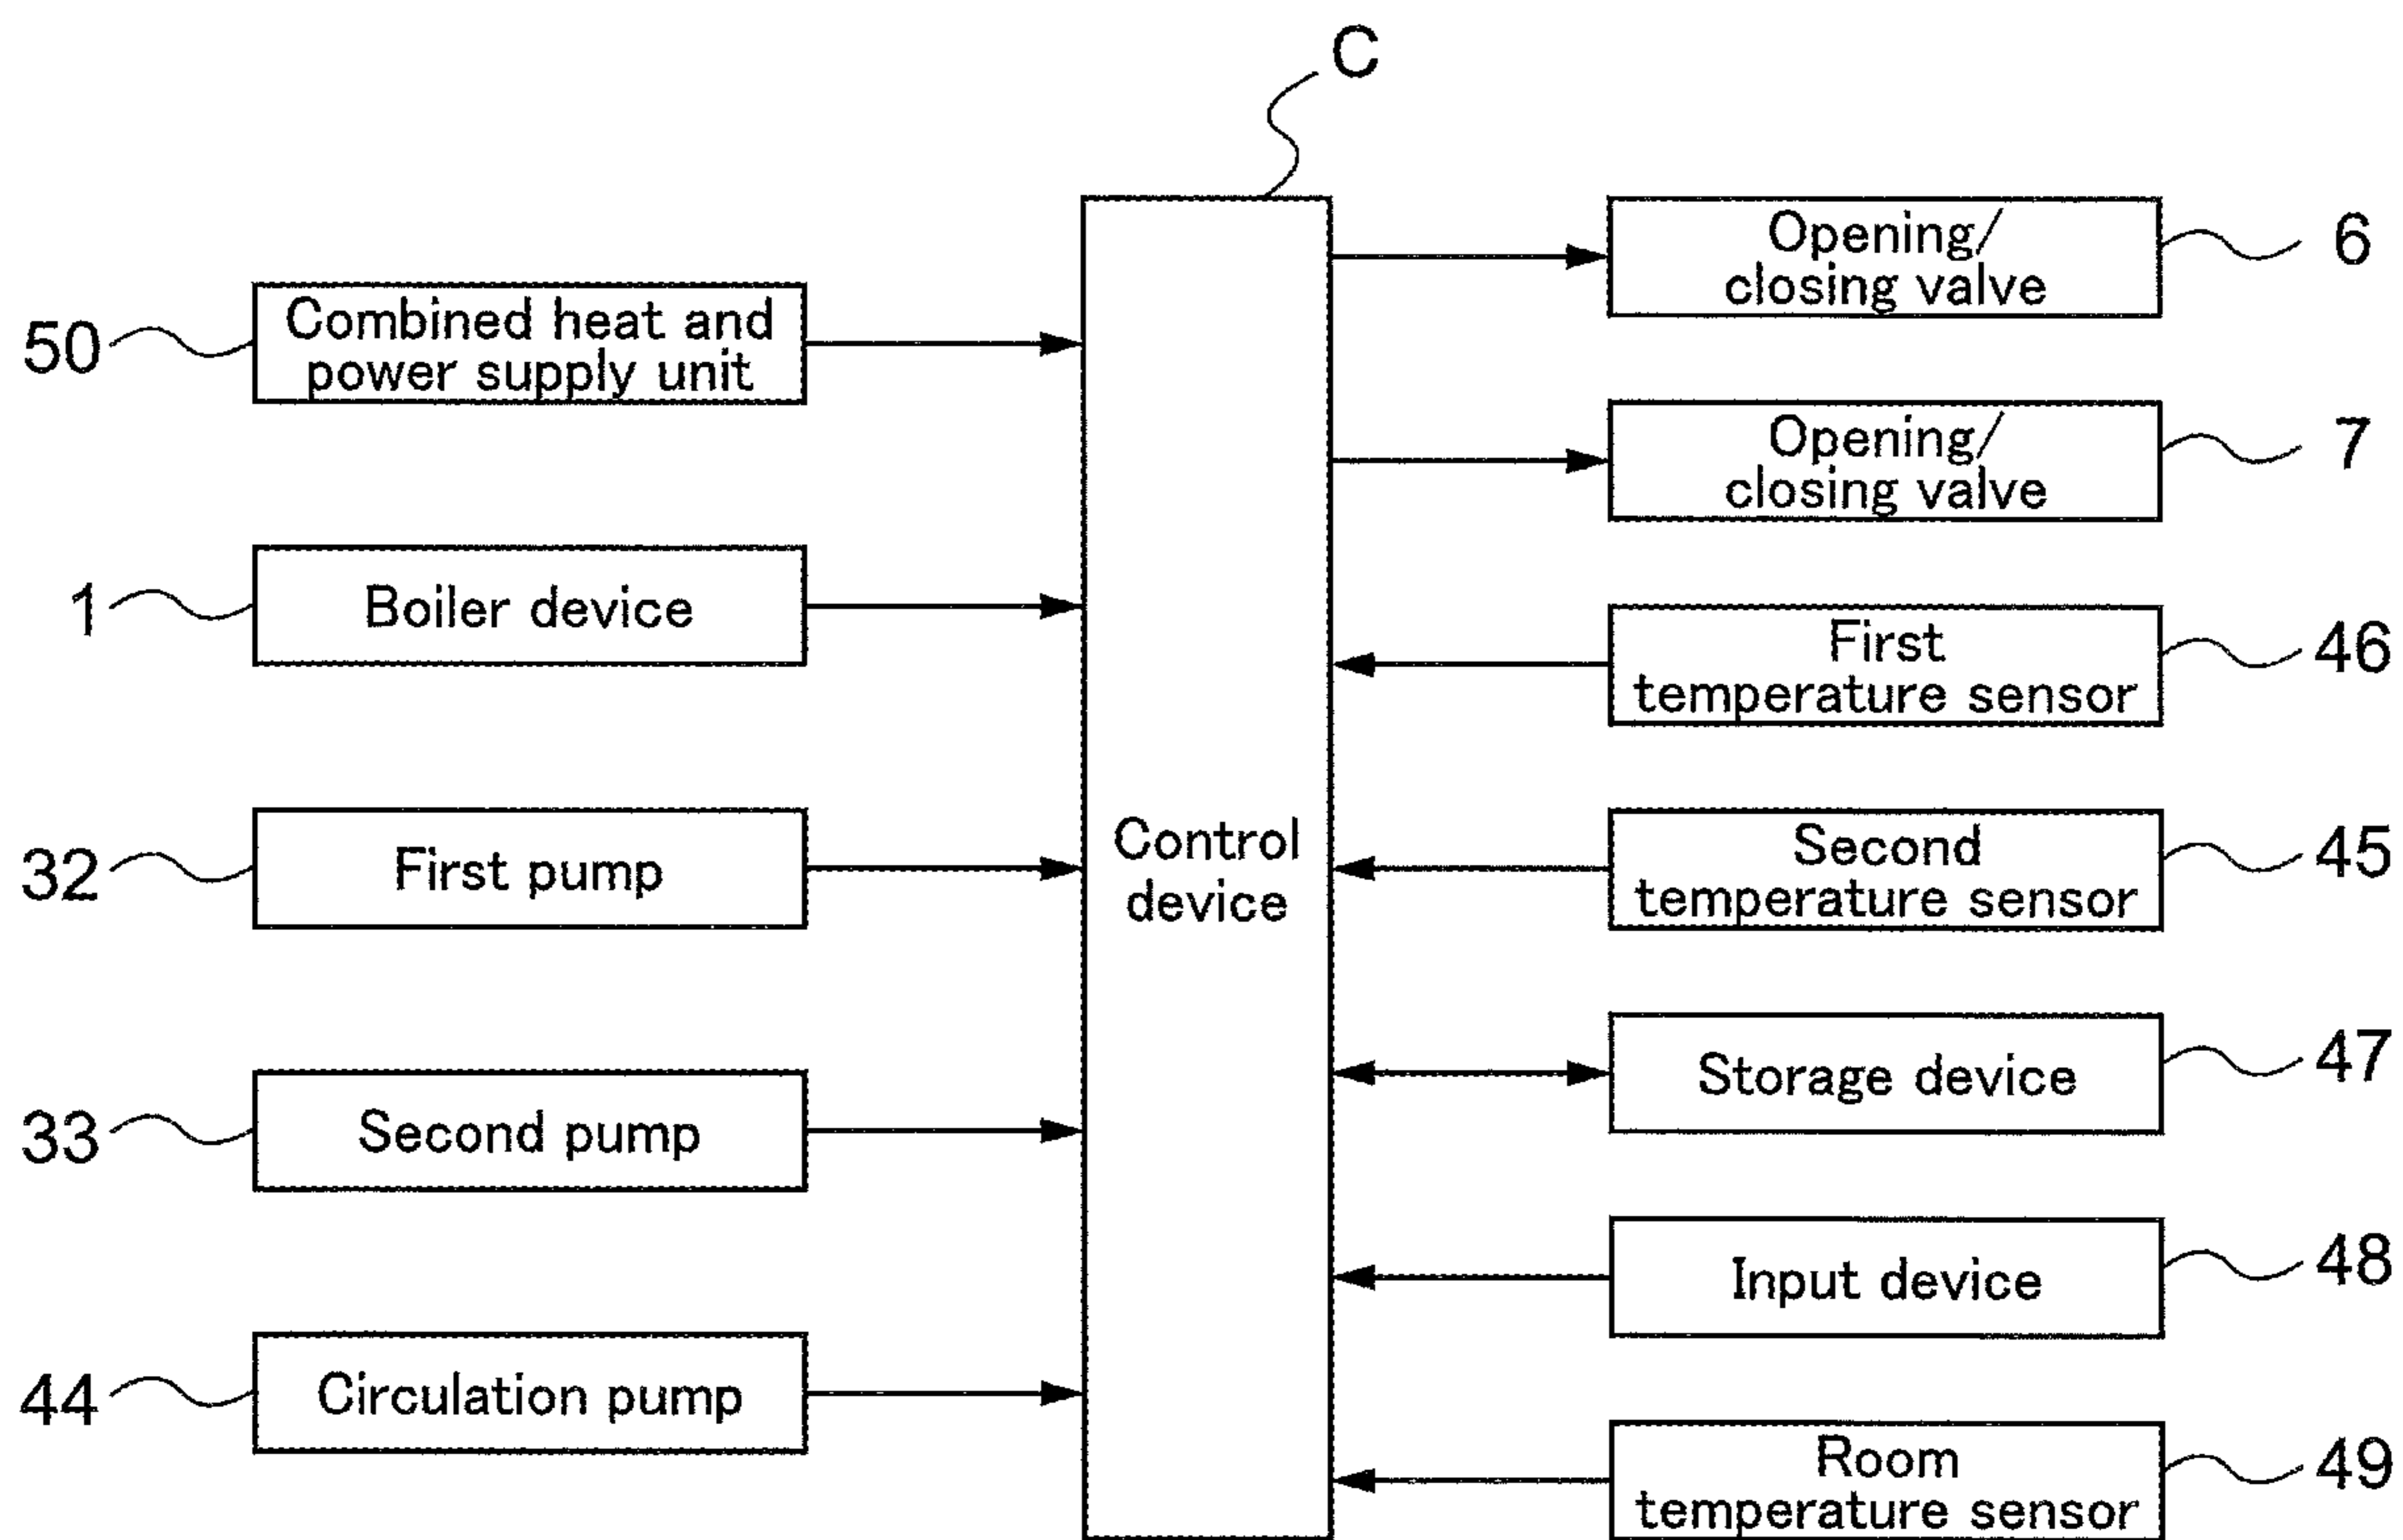 C
50
Combined heat and
power supply unit
1
Boiler device
32
First pump
33
Second pump
44
Circulation pump
Control
device
Opening/
closing valve
6
Opening/
closing valve
7
First
temperature sensor
46
Second
temperature sensor
45
Storage device
47
Input device
48
Room
temperature sensor
49